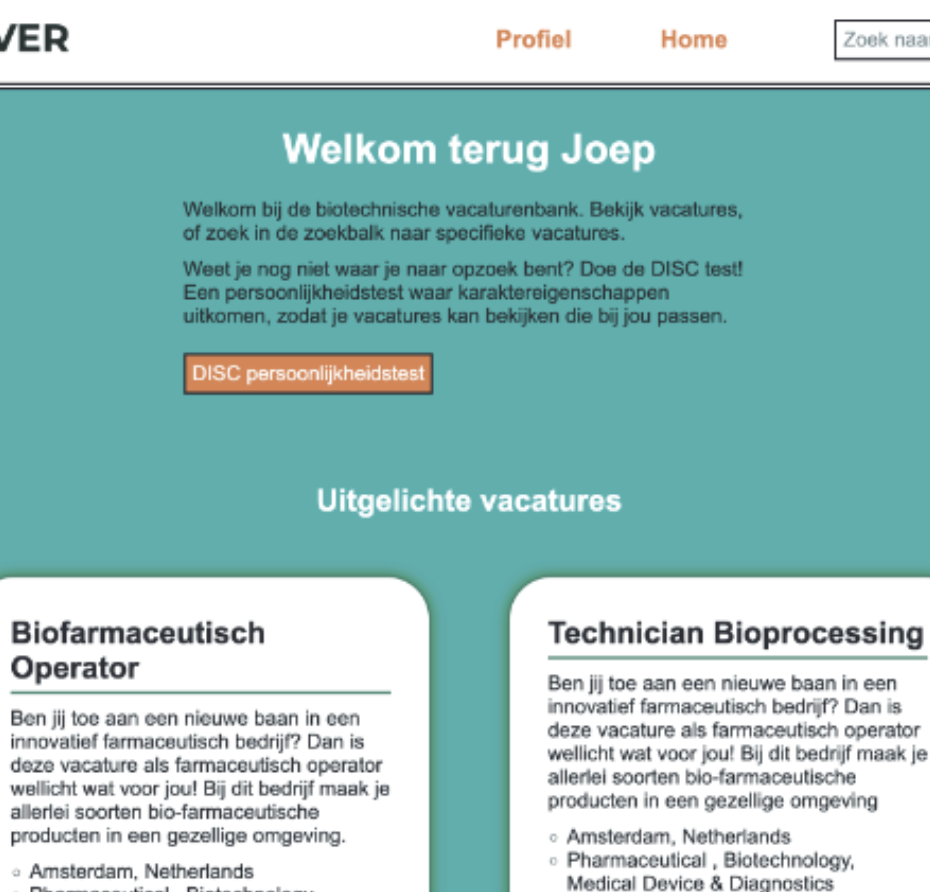 VER
Profiel
Home
Zoek naar
Welkom terug Joep
Welkom bij de biotechnische vacaturenbank. Bekijk vacatures,
of zoek in de zoekbalk naar specifieke vacatures.
Weet je nog niet waar je naar opzoek bent? Doe de DISC test!
Een persoonlijkheidstest waar karaktereigenschappen
uitkomen, zodat je vacatures kan bekijken die bij jou passen.
DISC persoonlijkheidstest
Uitgelichte vacatures
Biofarmaceutisch
Operator
Ben jij toe aan een nieuwe baan in een
innovatief farmaceutisch bedrijf? Dan is
deze vacature als farmaceutisch operator
wellicht wat voor jou! Bij dit bedrijf maak je
allerlei soorten bio-farmaceutische
producten in een gezellige omgeving.
Amsterdam, Netherlands
Pharmaceutical , Biotechnology,
Technician Bioprocessing
Ben jij toe aan een nieuwe baan in een
innovatief farmaceutisch bedrijf? Dan is
deze vacature als farmaceutisch operator
wellicht wat voor jou! Bij dit bedrijf maak je
allerlei soorten bio-farmaceutische
producten in een gezellige omgeving
Amsterdam, Netherlands
Pharmaceutical , Biotechnology,
Medical Device & Diagnostics